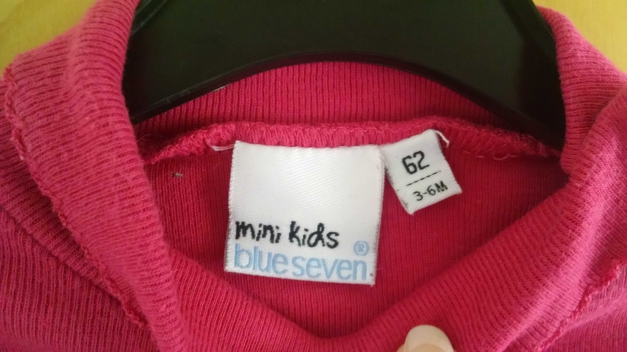 mini kids
blue seven ®
62
3-6M